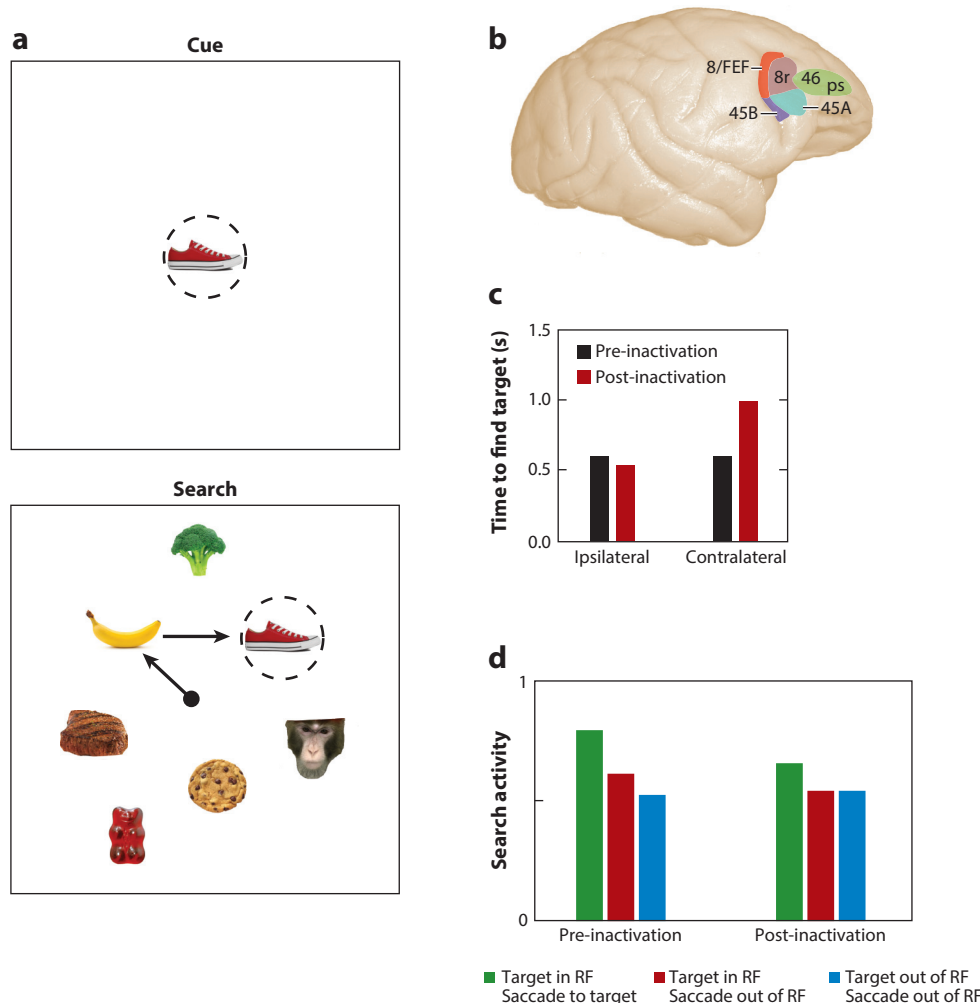 a
Cue
Search
b
8/FEF
8r
46
ps
45B
45A
c
Time to find target (s)
1.5
1.0
0.5
0.0
Pre-inactivation
Post-inactivation
Ipsilateral
Contralateral
d
Search activity
1
0
Pre-inactivation
Post-inactivation
Target in RF
Saccade to target
Target in RF
Saccade out of RF
Target out of RF
Saccade out of RF